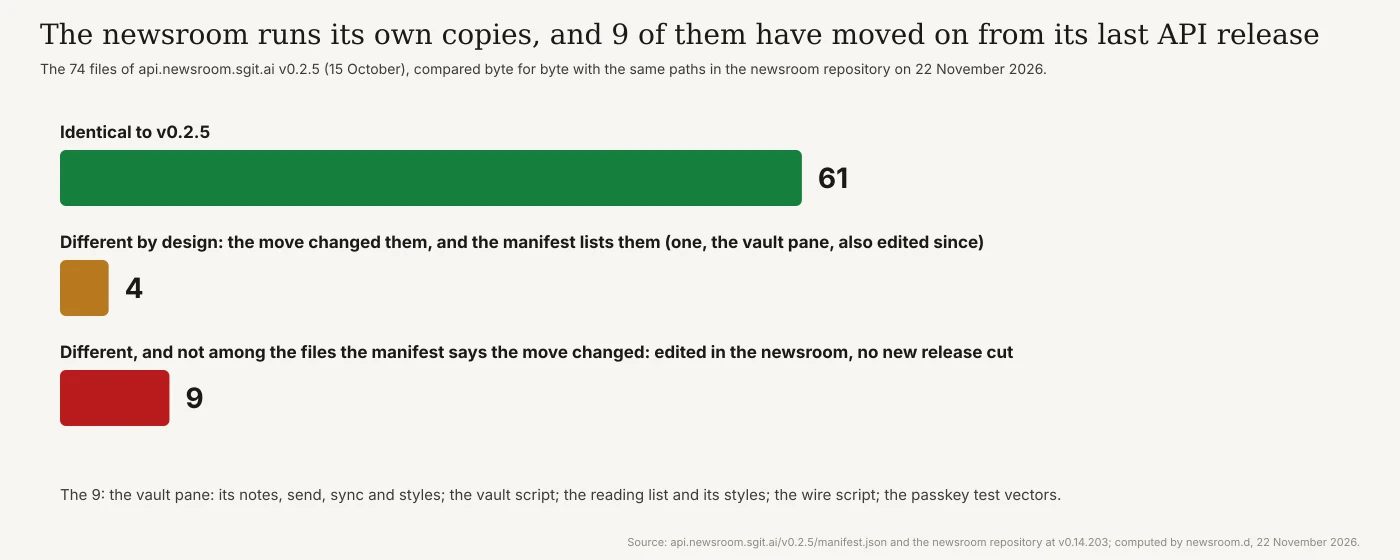 The newsroom runs its own copies, and 9 of them have moved on from its last API release
The 74 files of api.newsroom.sgit.ai v0.2.5 (15 October), compared byte for byte with the same paths in the newsroom repository on 22 November 2026.
Identical to v0.2.5
61
Different by design: the move changed them, and the manifest lists them (one, the vault pane, also edited since)
4
Different, and not among the files the manifest says the move changed: edited in the newsroom, no new release cut
9
The 9: the vault pane: its notes, send, sync and styles; the vault script; the reading list and its styles; the wire script; the passkey test vectors.
Source: api.newsroom.sgit.ai/v0.2.5/manifest.json and the newsroom repository at v0.14.203; computed by newsroom.d, 22 November 2026.